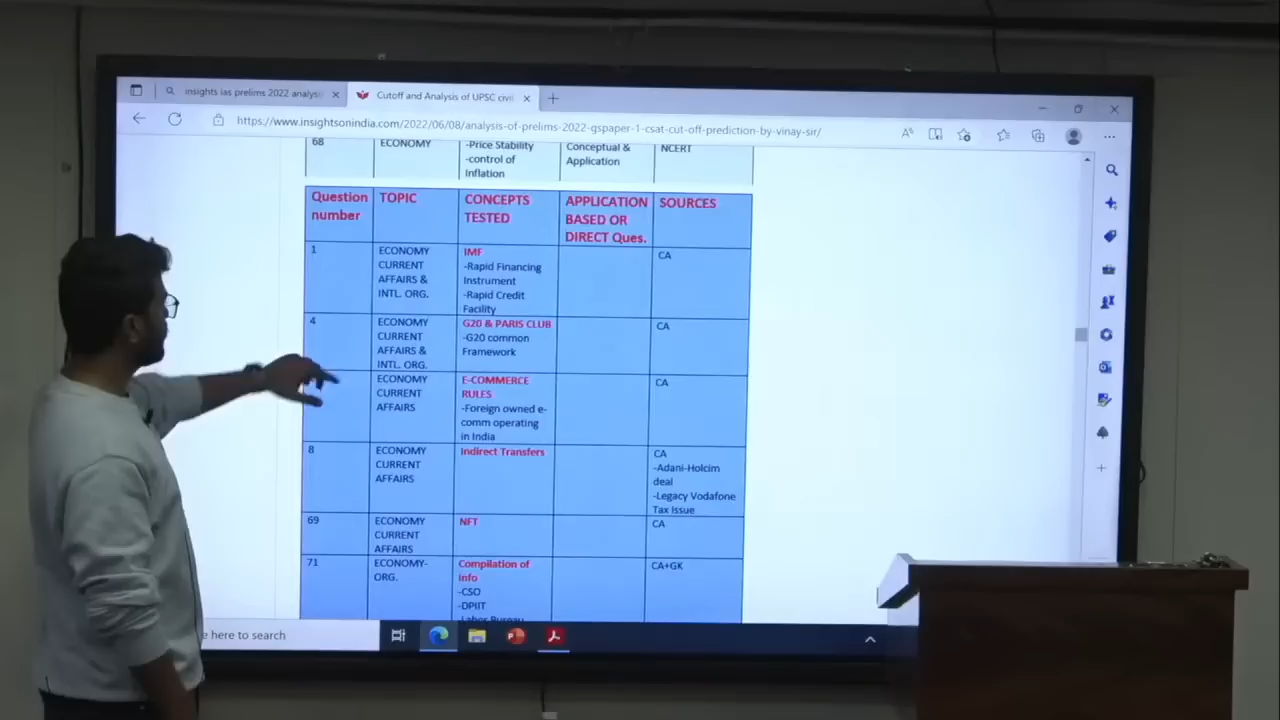 insights ias prelims 2022 analysis
Cutoff and Analysis of UPSC civi
https://www.insightsonindia.com/2022/06/08/analysis-of-prelims-2022-gspaper-1-csat-cut-off-prediction-by-vinay-sir/
68
ECONOMY
-Price Stability
-control of
Inflation
Conceptual &
Application
NCERT
Question
number
TOPIC
CONCEPTS
TESTED
APPLICATION
BASED OR
DIRECT Ques.
SOURCES
1
ECONOMY
CURRENT
AFFAIRS &
INTL. ORG.
IMF
-Rapid Financing
Instrument
-Rapid Credit
Facility
CA
4
ECONOMY
CURRENT
AFFAIRS &
INTL. ORG.
G20 & PARIS CLUB
-G20 common
Framework
CA
ECONOMY
CURRENT
AFFAIRS
E-COMMERCE
RULES
-Foreign owned e-
comm operating
in India
CA
8
ECONOMY
CURRENT
AFFAIRS
Indirect Transfers
CA
-Adani-Holcim
deal
-Legacy Vodafone
Tax Issue
69
ECONOMY
CURRENT
AFFAIRS
NFT
CA
71
ECONOMY-
ORG.
Compilation of
Info
-CSO
-DPIIT
-Labor Bureau
CA+GK
e here to search